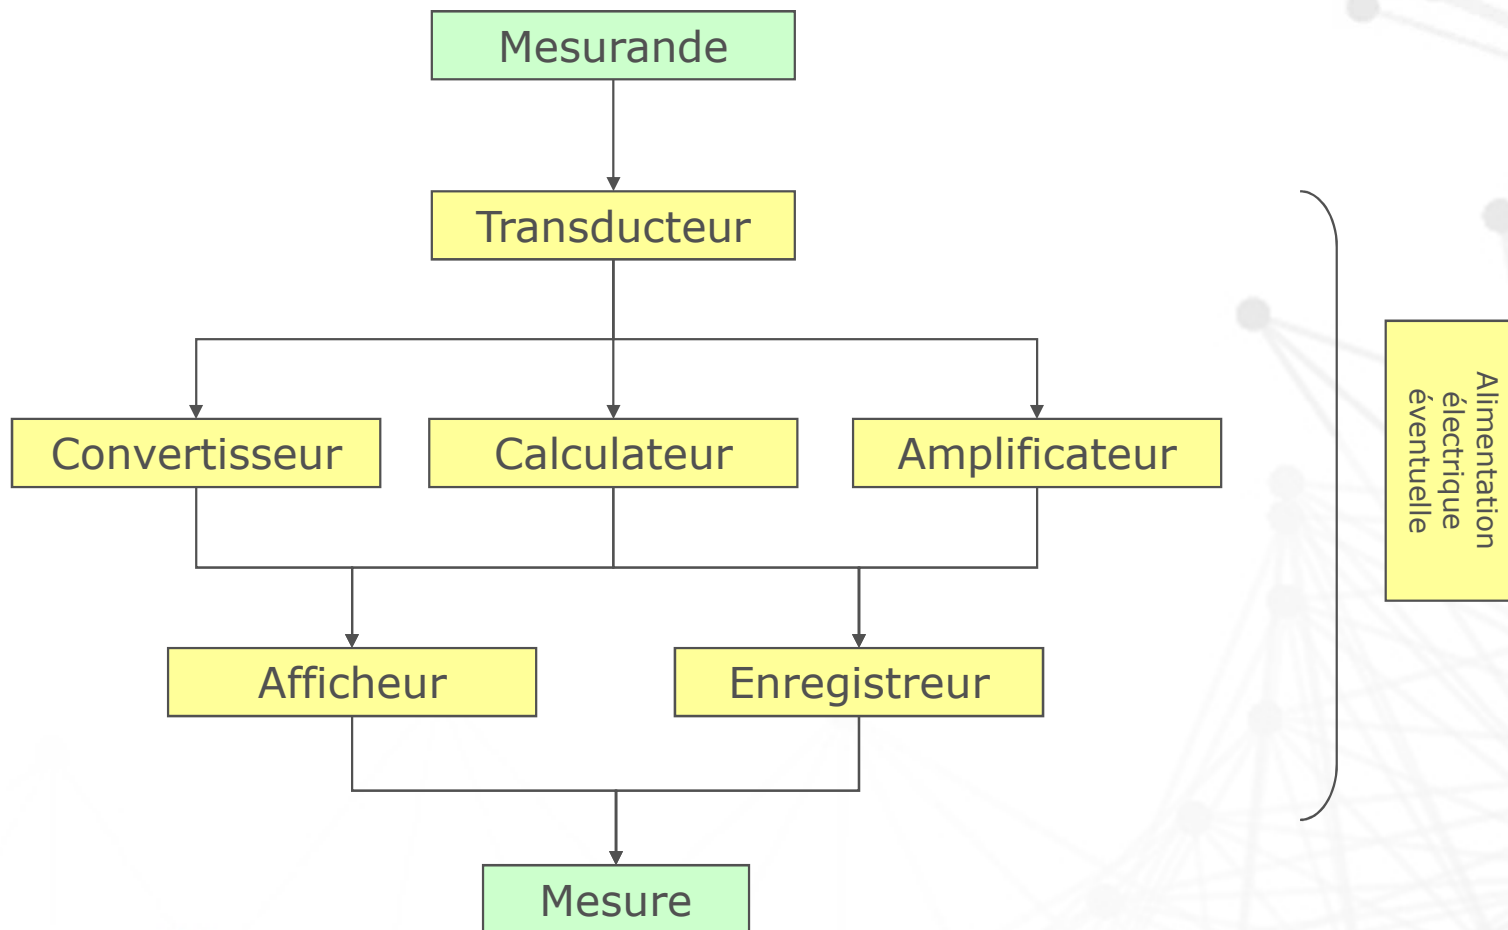 Mesurande
Transducteur
Convertisseur
Calculateur
Amplificateur
Afficheur
Enregistreur
Mesure
Alimentation
électrique
éventuelle